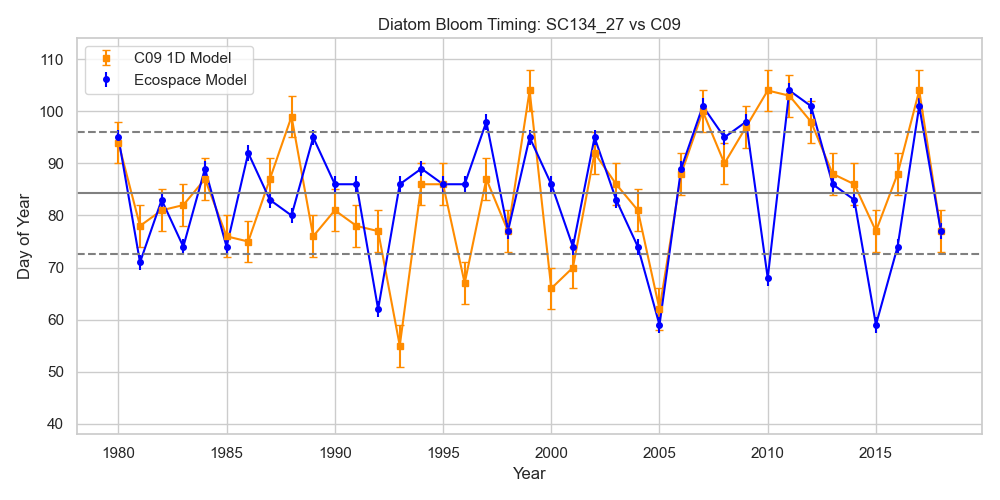 Diatom Bloom Timing: SC134_27 vs C09
C09 1D Model
Ecospace Model
110
100
90
80
70
60
50
40
Day of Year
1980 1985 1990 1995 2000 2005 2010 2015
Year